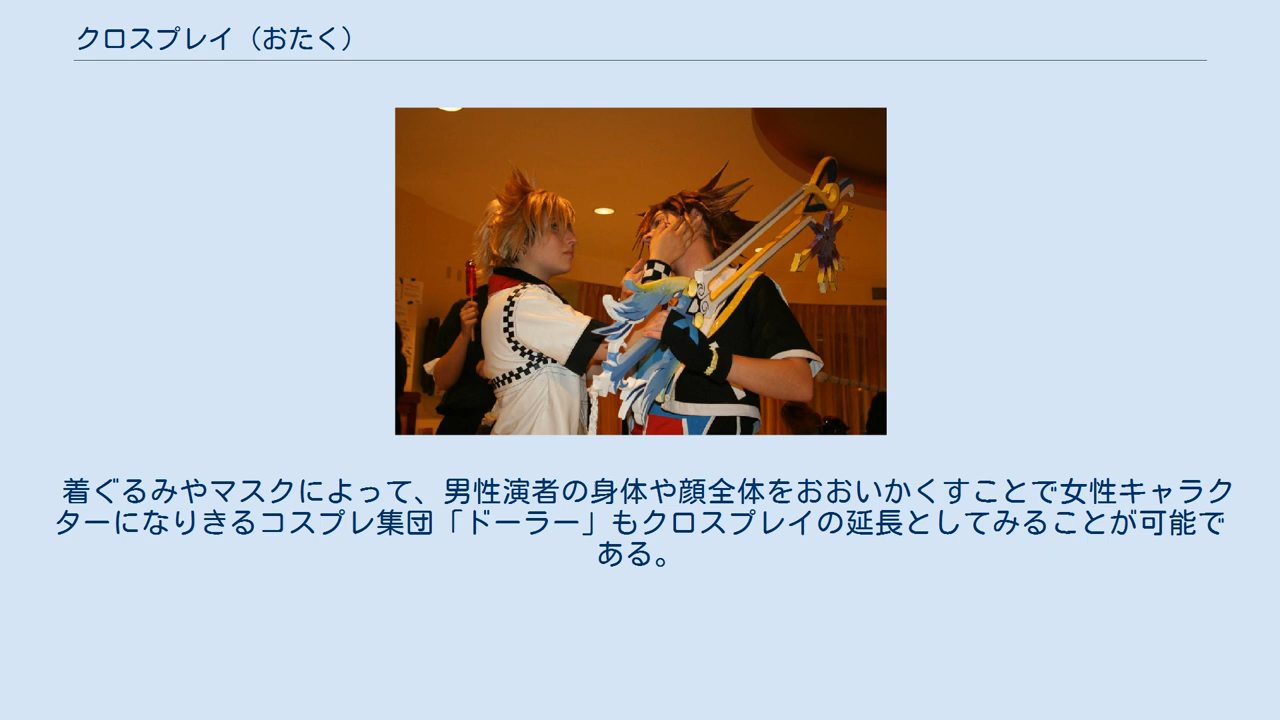 クロスプレイ（おたく）
着ぐるみやマスクによって、男性演者の身体や顔全体をおおいかくすことで女性キャラク
ターになりきるコスプレ集団「ドーラー」もクロスプレイの延長としてみることが可能で
ある。